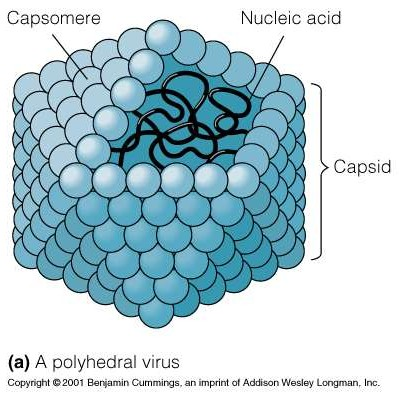 Capsomere
Nucleic acid
Capsid
(a) A polyhedral virus
Copyright © 2001 Benjamin Cummings, an imprint of Addison Wesley Longman, Inc.